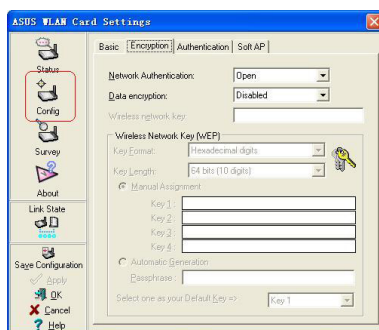 ASUS WLAN Card Settings
Status
Config
Survey
About
Link State
Save Configuration
Apply
OK
Cancel
Help
Basic Encryption Authentication Soft AP
Network Authentication: Open
Data encryption: Disabled
Wireless network key:
Wireless Network Key (WEP)
Key Format: Hexadecimal digits
Key Length: 64 bits (10 digits)
Manual Assignment
Key 1 :
Key 2 :
Key 3 :
Key 4 :
Automatic Generation
Passphrase :
Select one as your Default Key => Key 1